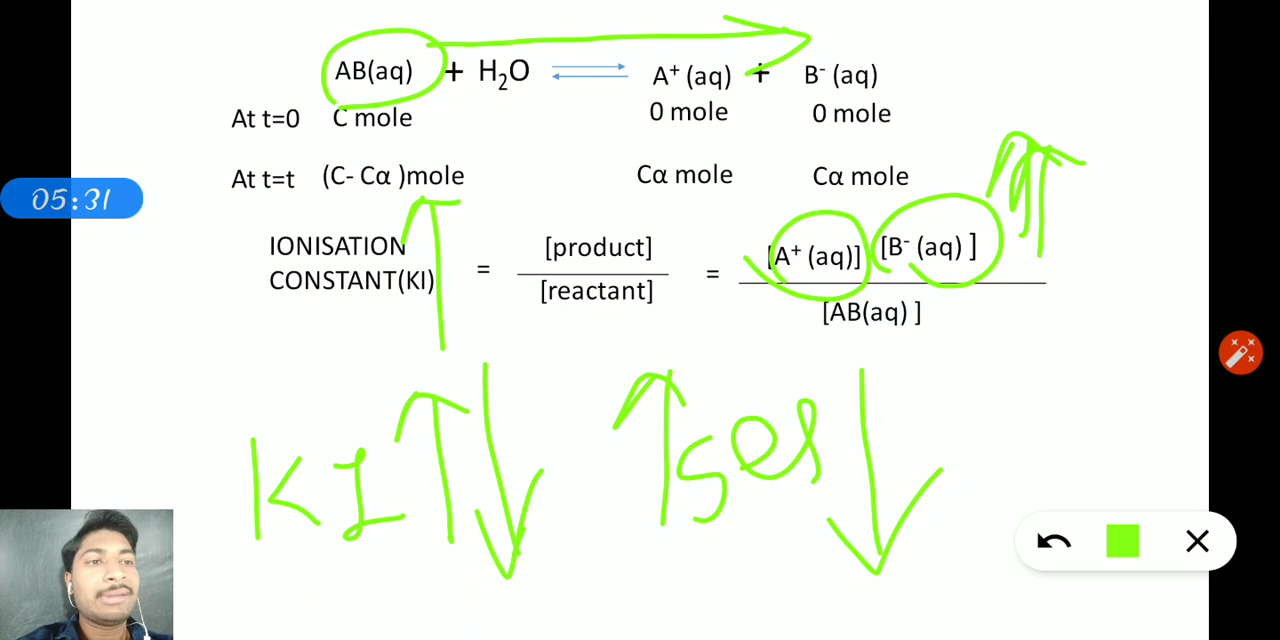 AB(aq) + H₂O ⇌ A⁺ (aq) + B⁻ (aq)
At t=0 C mole 0 mole 0 mole
At t=t (C- Cα )mole Cα mole Cα mole
05:31
IONISATION
CONSTANT(KI) = [product] / [reactant] = [A⁺ (aq)] [B⁻ (aq) ] / [AB(aq) ]
KI